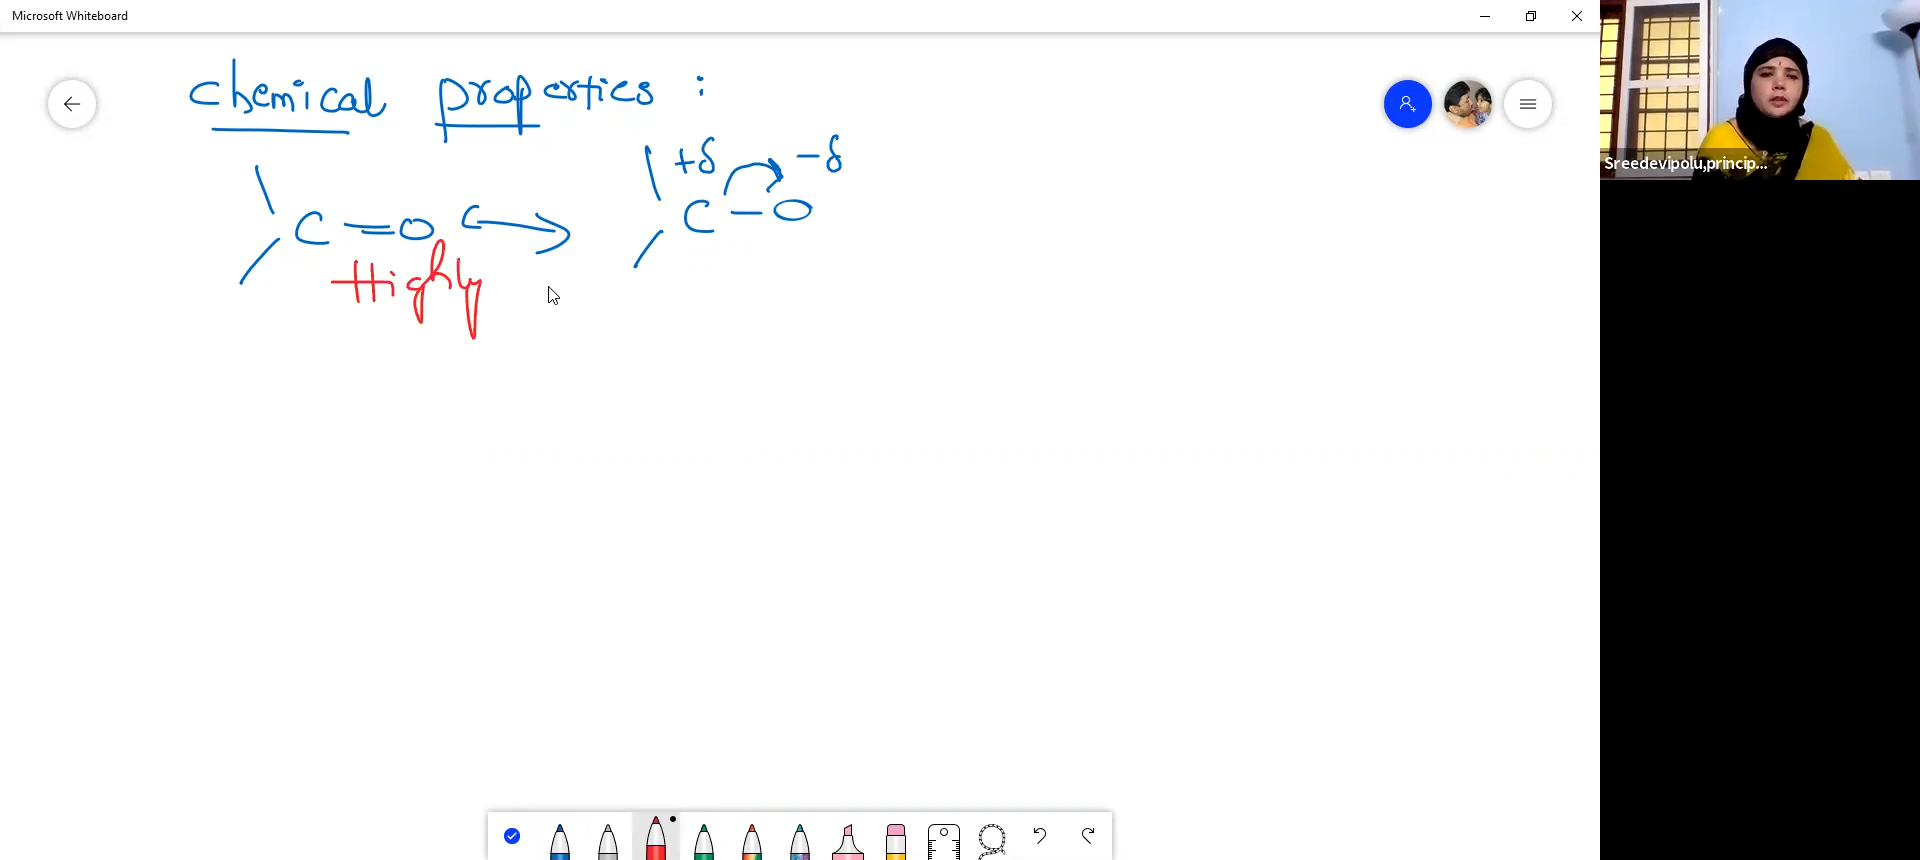 Microsoft Whiteboard
Chemical properties :
+δ -δ
C = O C - O
Highly
Sreedevipolu,princip...